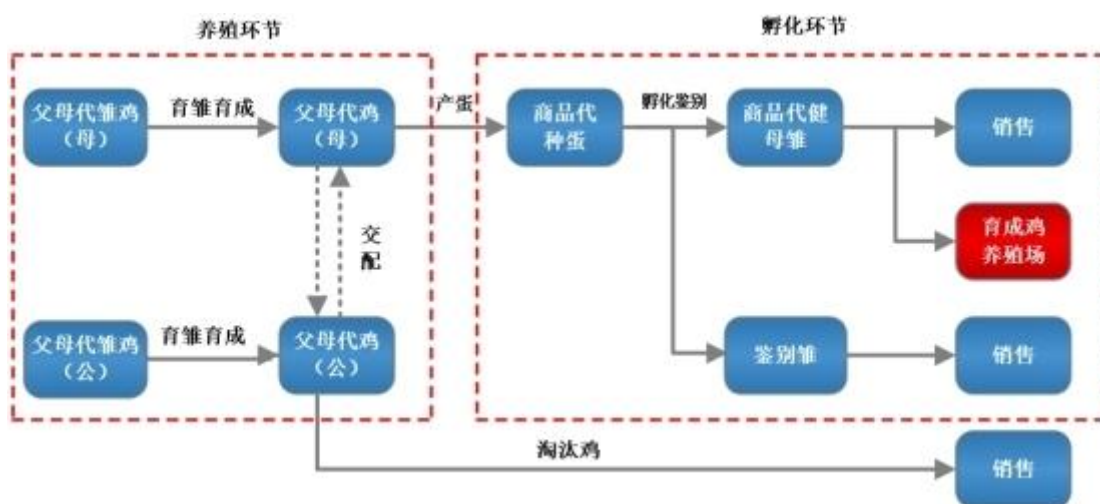 养殖环节
孵化环节
父母代雏鸡
（母）
育雏育成
父母代鸡
（母）
产蛋
商品代
种蛋
孵化鉴别
商品代健
母雏
销售
交
配
育成鸡
养殖场
父母代雏鸡
（公）
育雏育成
父母代鸡
（公）
鉴别雏
销售
淘汰鸡
销售